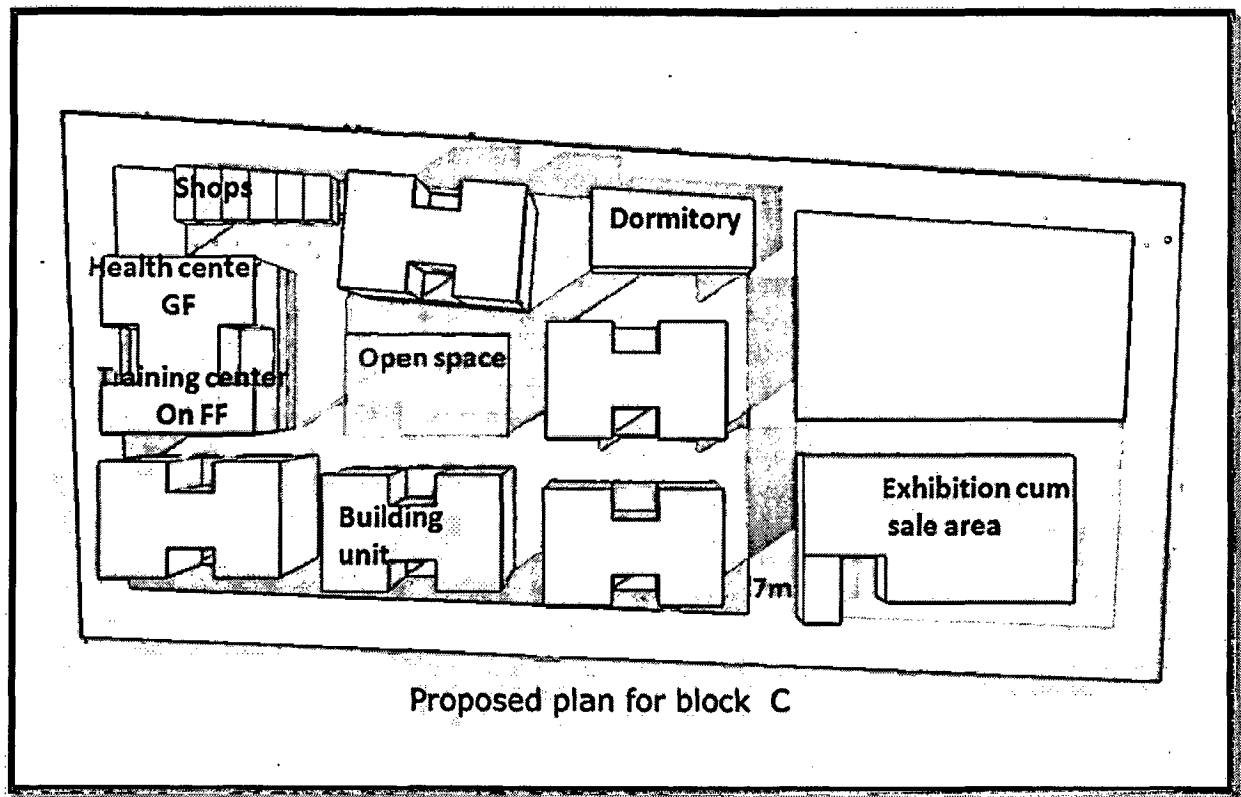 Shops
Dormitory
Health center
GF
Open space
Training center
On FF
Building
unit
Exhibition cum
sale area
7m
Proposed plan for block C